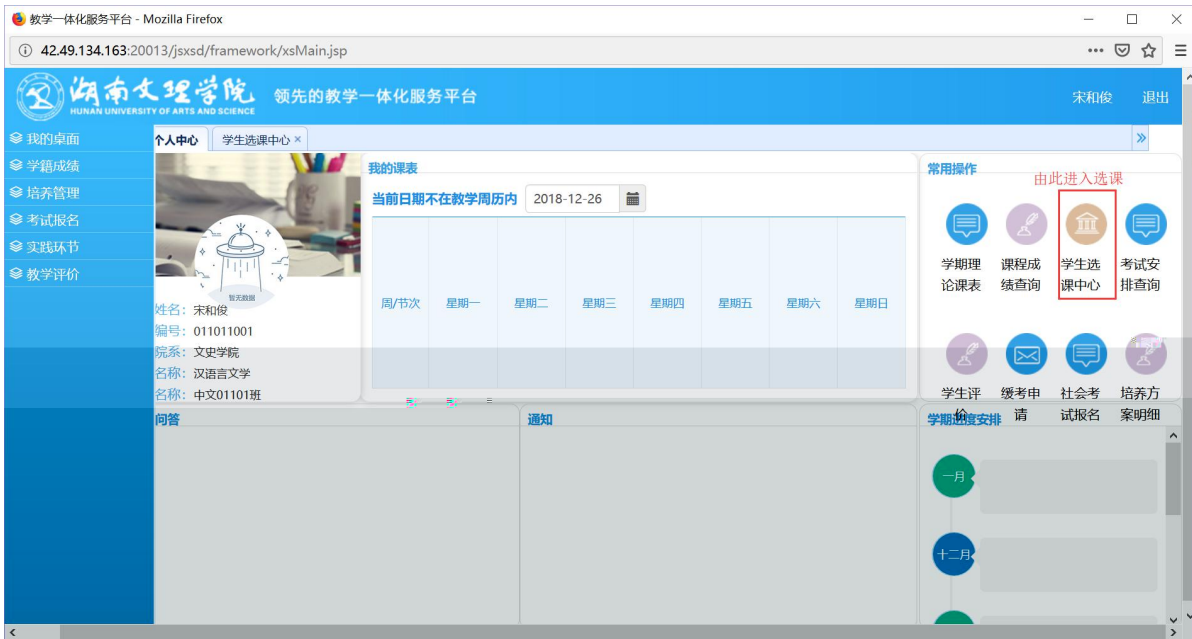 教学一体化服务平台 - Mozilla Firefox
42.49.134.163:20013/jsxsd/framework/xsMain.jsp
湖南文理学院
HUNAN UNIVERSITY OF ARTS AND SCIENCE
领先的教学一体化服务平台
宋和俊 退出
我的桌面
学籍成绩
培养管理
考试报名
实践环节
教学评价
个人中心 学生选课中心 ×
暂无数据
姓名: 宋和俊
编号: 011011001
院系: 文史学院
名称: 汉语言文学
名称: 中文01101班
我的课表
当前日期不在教学周历内 2018-12-26
周/节次 星期一 星期二 星期三 星期四 星期五 星期六 星期日
常用操作
由此进入选课
学期理论课表
课程成绩查询
学生选课中心
考试安排查询
学生评价
缓考申请
社会考试报名
培养方案明细
问答
通知
学期进度安排
一月
十二月